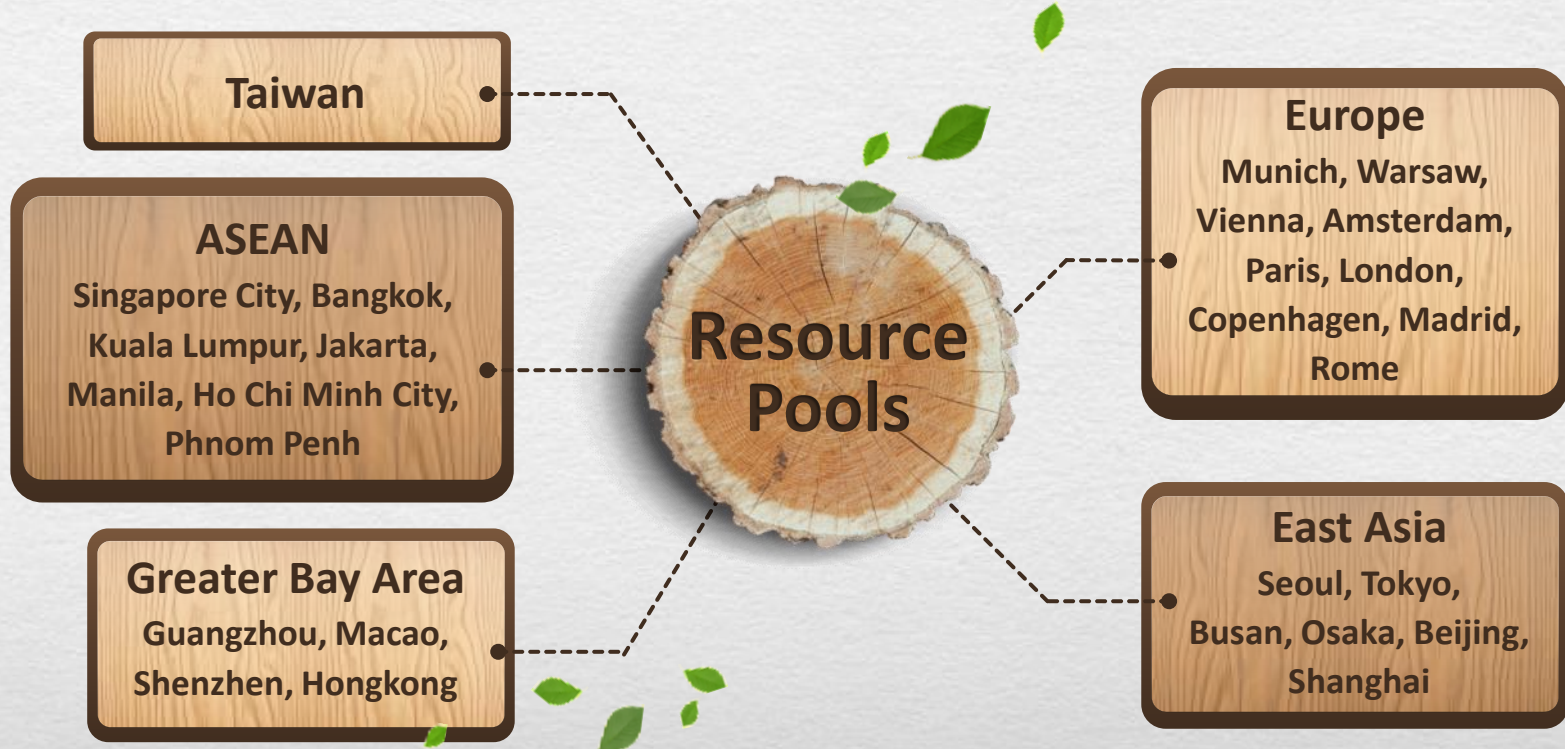 Taiwan
ASEAN
Singapore City, Bangkok,
Kuala Lumpur, Jakarta,
Manila, Ho Chi Minh City,
Phnom Penh
Greater Bay Area
Guangzhou, Macao,
Shenzhen, Hongkong
Resource
Pools
Europe
Munich, Warsaw,
Vienna, Amsterdam,
Paris, London,
Copenhagen, Madrid,
Rome
East Asia
Seoul, Tokyo,
Busan, Osaka, Beijing,
Shanghai